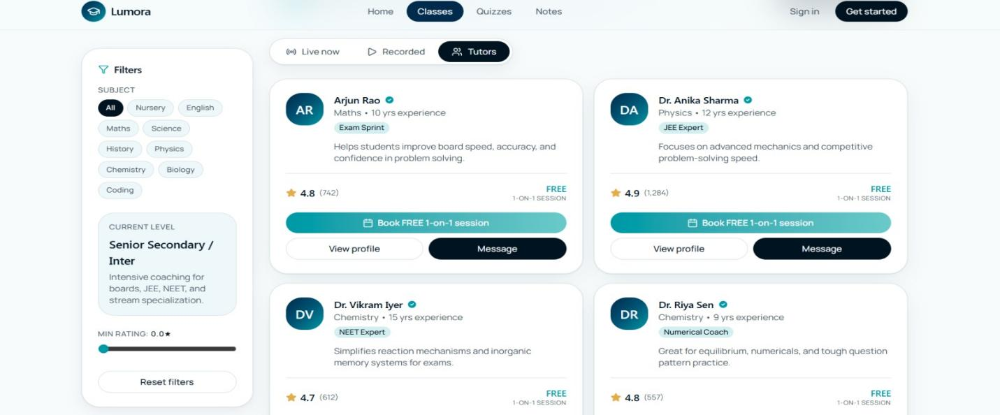 Lumora
Home Classes Quizzes Notes
Sign in Get started
Live now Recorded Tutors
Filters
SUBJECT
All Nursery English
Maths Science
History Physics
Chemistry Biology
Coding
CURRENT LEVEL
Senior Secondary /
Inter
Intensive coaching for
boards, JEE, NEET, and
stream specialization.
MIN RATING: 0.0★
Reset filters
AR
Arjun Rao
Maths • 10 yrs experience
Exam Sprint
Helps students improve board speed, accuracy, and
confidence in problem solving.
4.8 (742)
FREE
1-ON-1 SESSION
Book FREE 1-on-1 session
View profile Message
DA
Dr. Anika Sharma
Physics • 12 yrs experience
JEE Expert
Focuses on advanced mechanics and competitive
problem-solving speed.
4.9 (1,284)
FREE
1-ON-1 SESSION
Book FREE 1-on-1 session
View profile Message
DV
Dr. Vikram Iyer
Chemistry • 15 yrs experience
NEET Expert
Simplifies reaction mechanisms and inorganic
memory systems for exams.
4.7 (612)
FREE
1-ON-1 SESSION
DR
Dr. Riya Sen
Chemistry • 9 yrs experience
Numerical Coach
Great for equilibrium, numericals, and tough question
pattern practice.
4.8 (557)
FREE
1-ON-1 SESSION